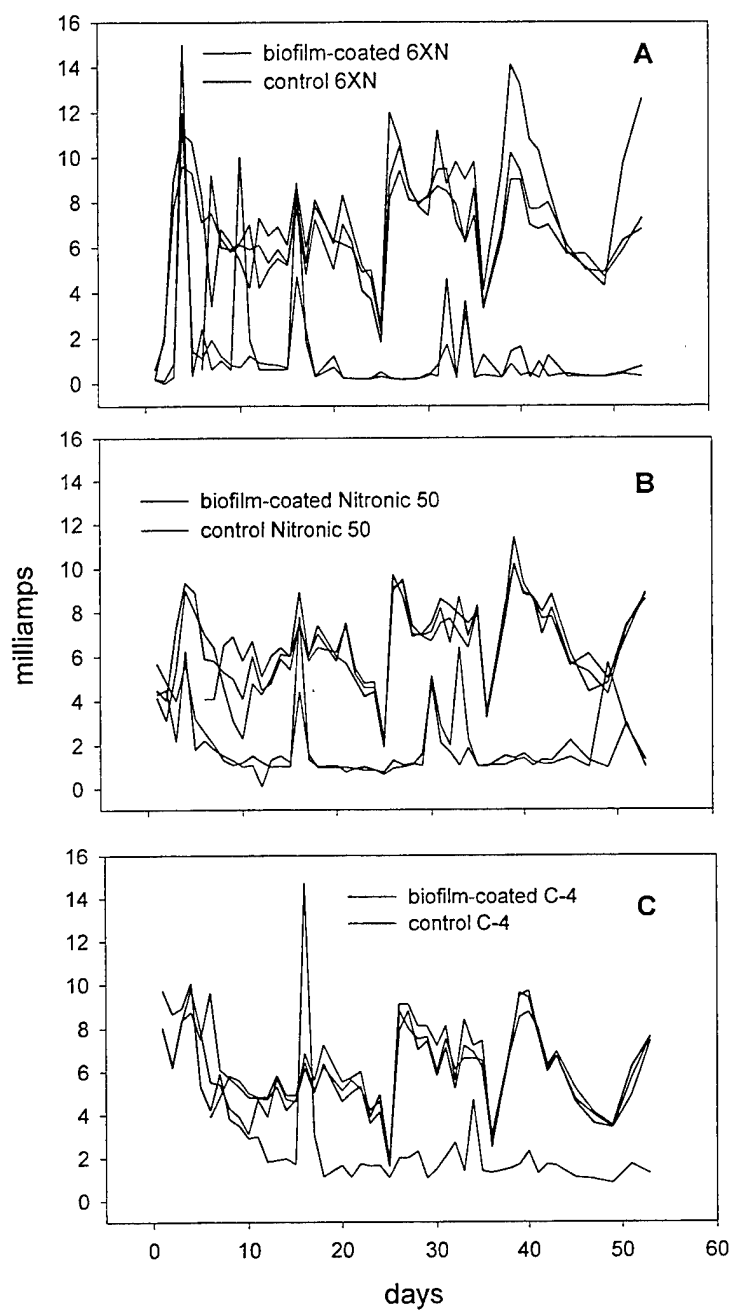 16
14
12
10
8
6
4
2
0
biofilm-coated 6XN
control 6XN
A
16
14
12
10
8
6
4
2
0
biofilm-coated Nitronic 50
control Nitronic 50
B
milliamps
16
14
12
10
8
6
4
2
0
biofilm-coated C-4
control C-4
C
0 10 20 30 40 50 60
days